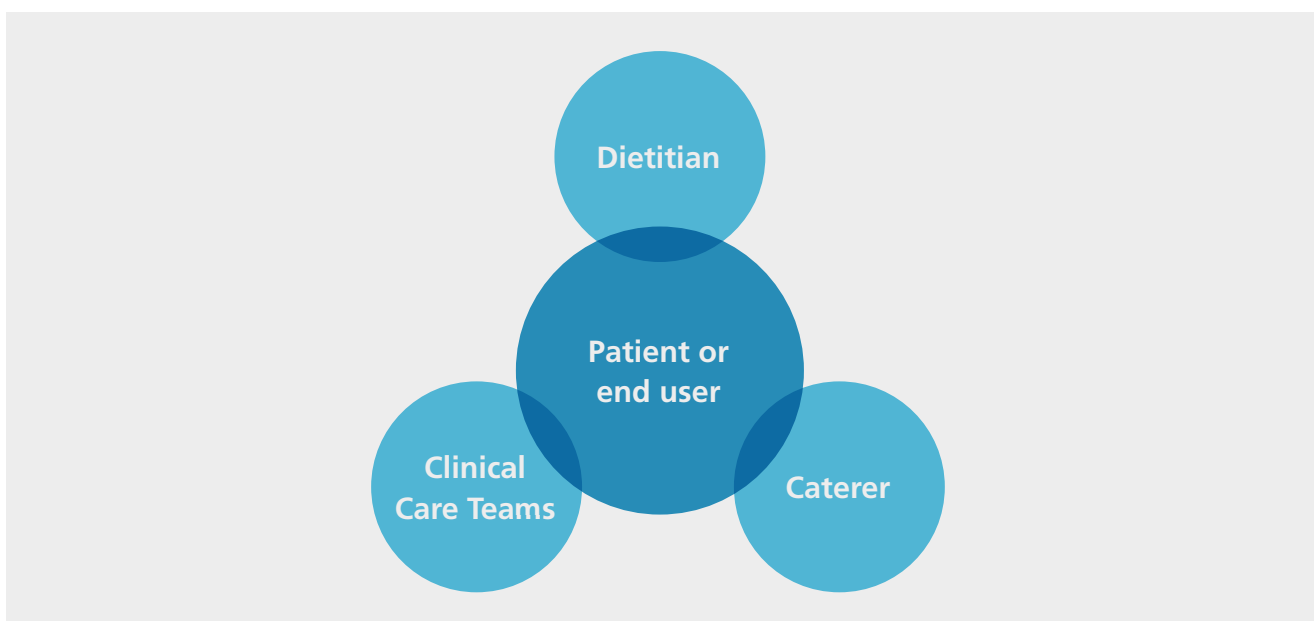 Dietitian
Patient or
end user
Clinical
Care Teams
Caterer